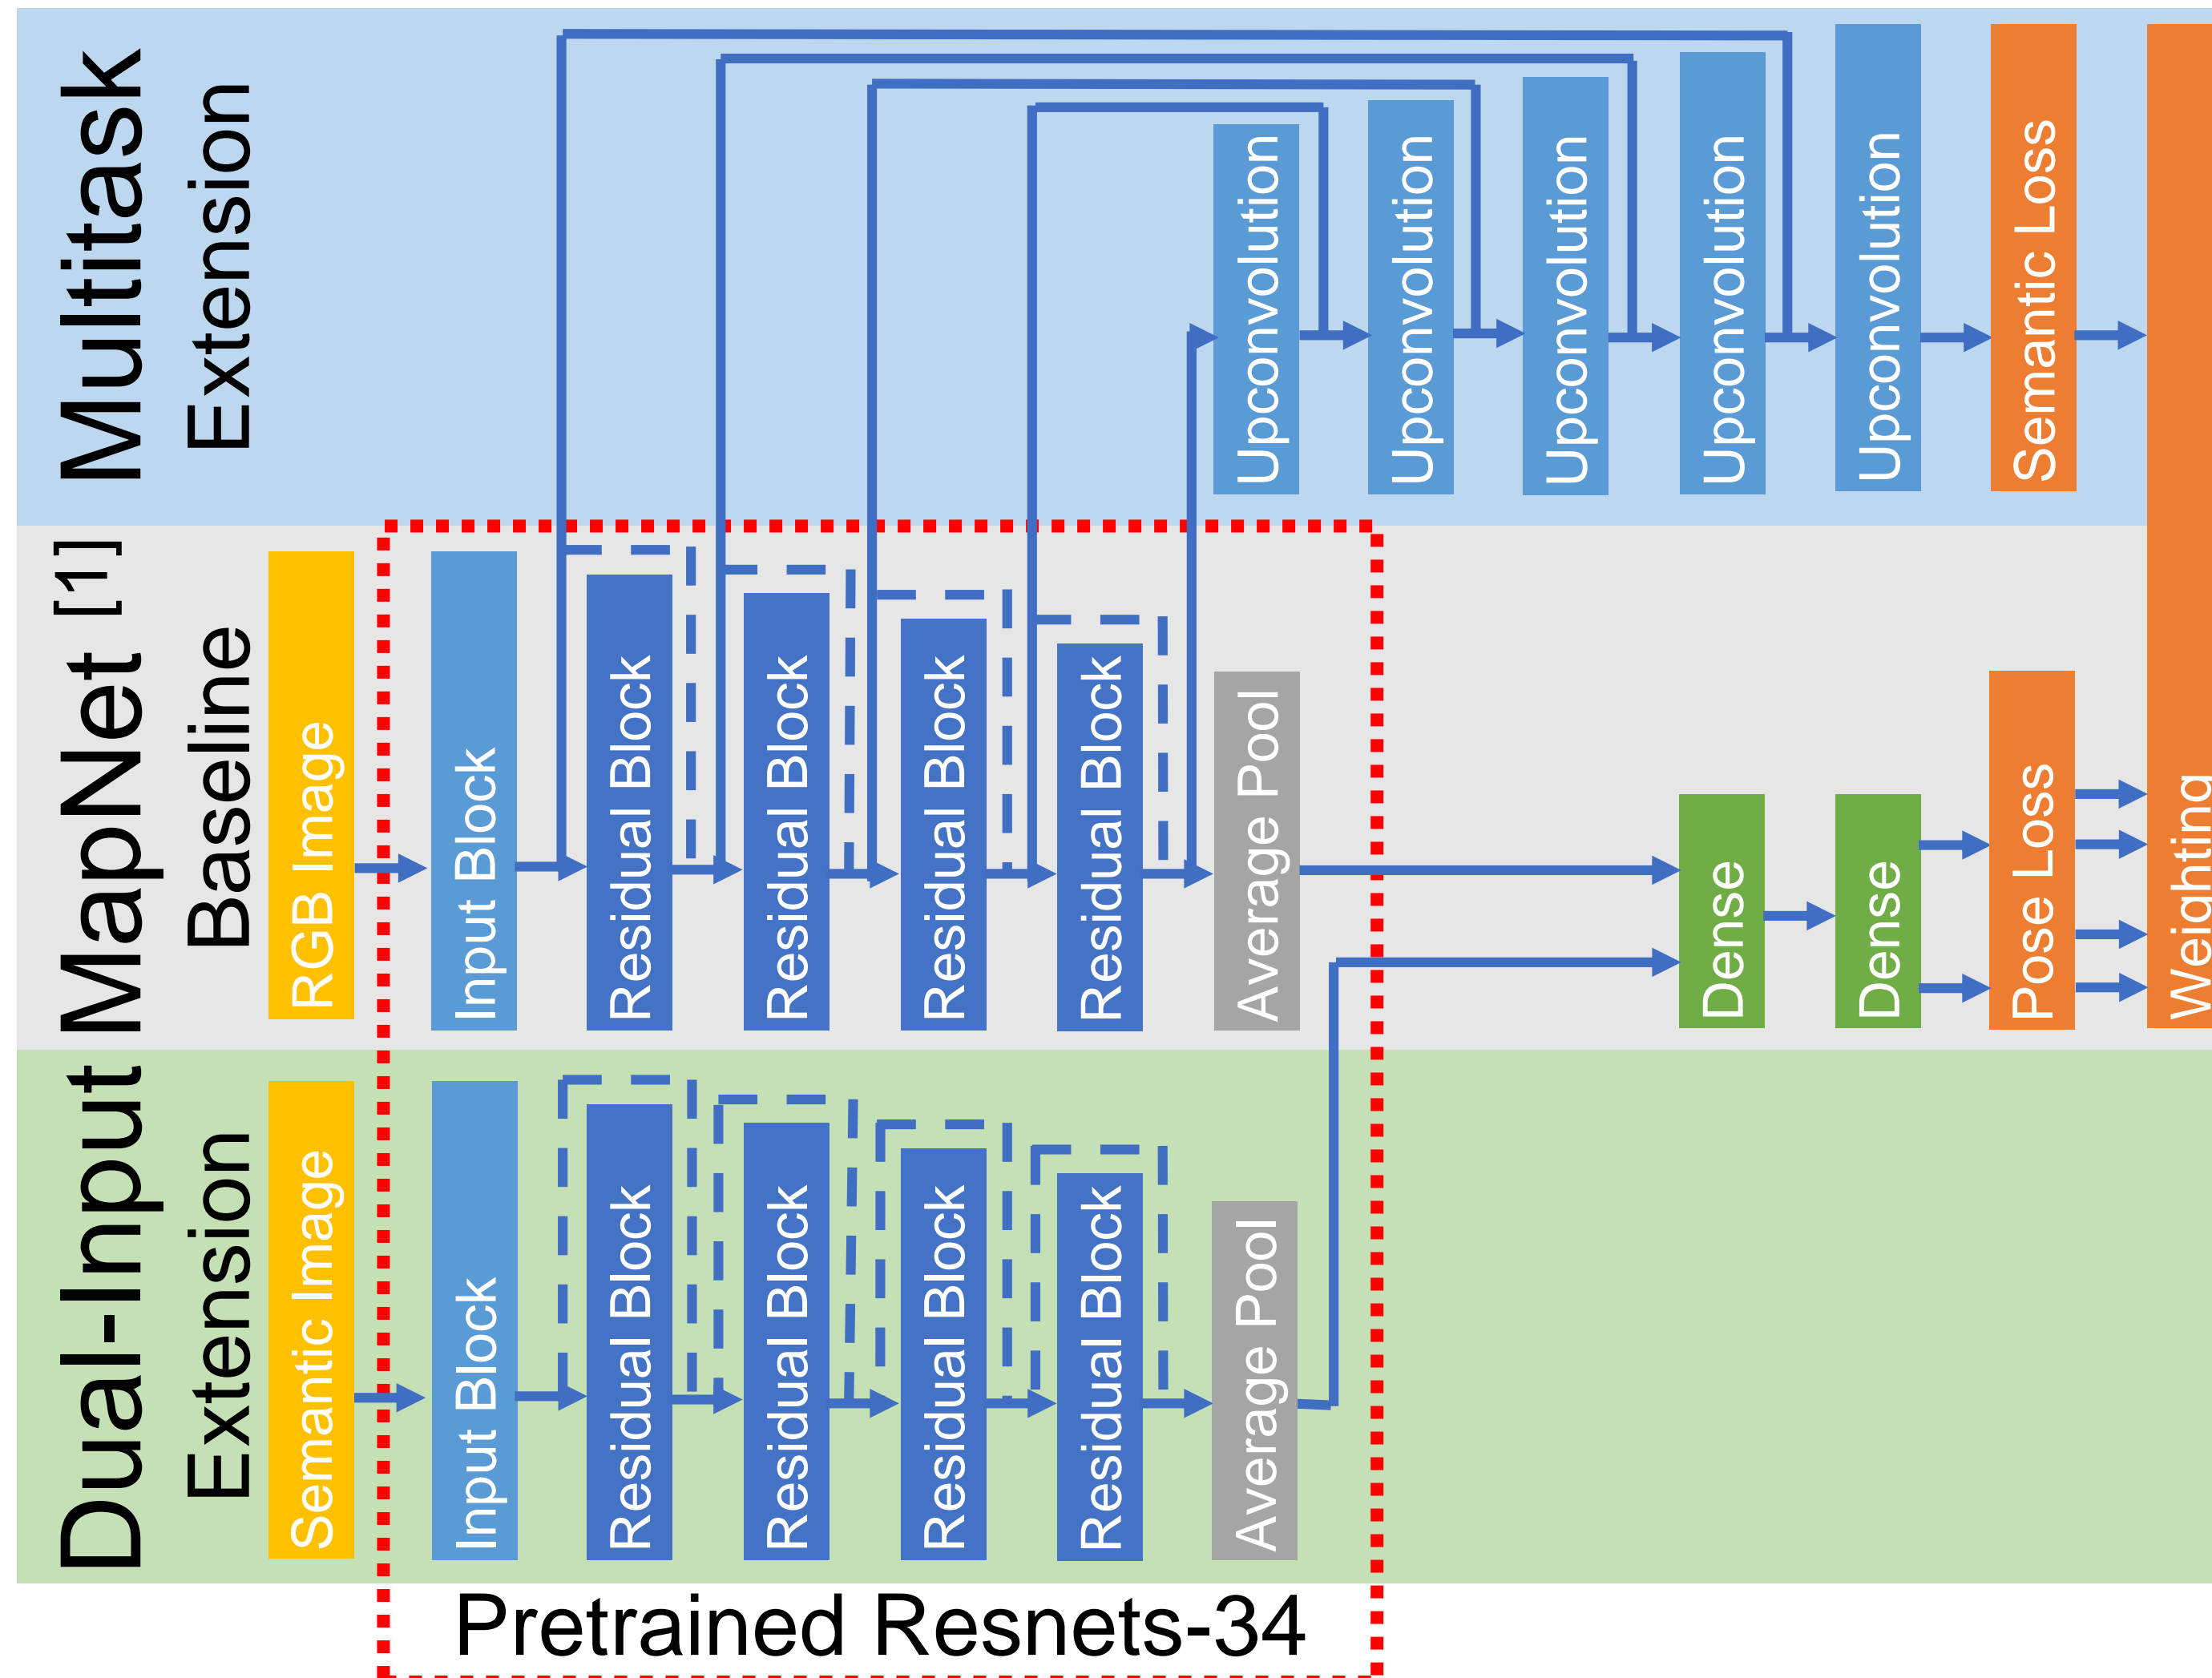 Multitask
Extension
Upconvolution
Upconvolution
Upconvolution
Upconvolution
Upconvolution
Semantic Loss
MapNet [1]
Baseline
RGB Image
Input Block
Residual Block
Residual Block
Residual Block
Residual Block
Average Pool
Dense
Dense
Pose Loss
Weighting
Dual-Input
Extension
Semantic Image
Input Block
Residual Block
Residual Block
Residual Block
Residual Block
Average Pool
Pretrained Resnets-34